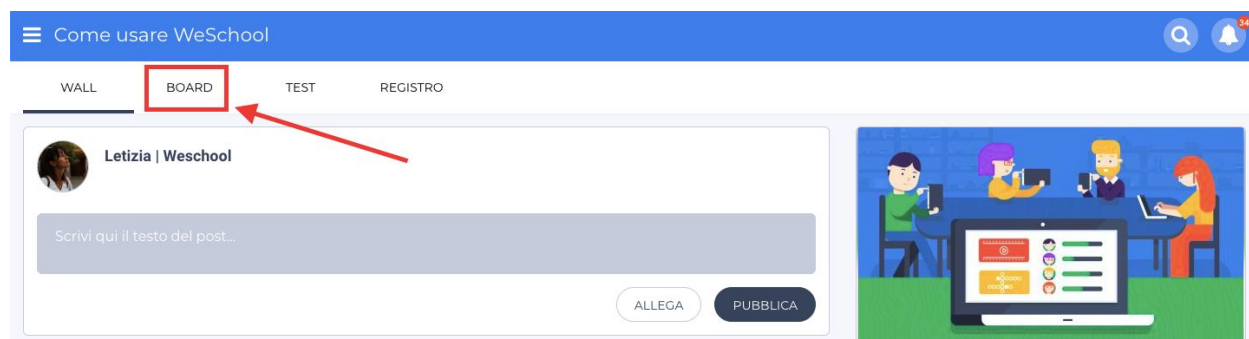 Come usare WeSchool
34
WALL BOARD TEST REGISTRO
Letizia | Weschool
Scrivi qui il testo del post...
ALLEGA PUBBLICA